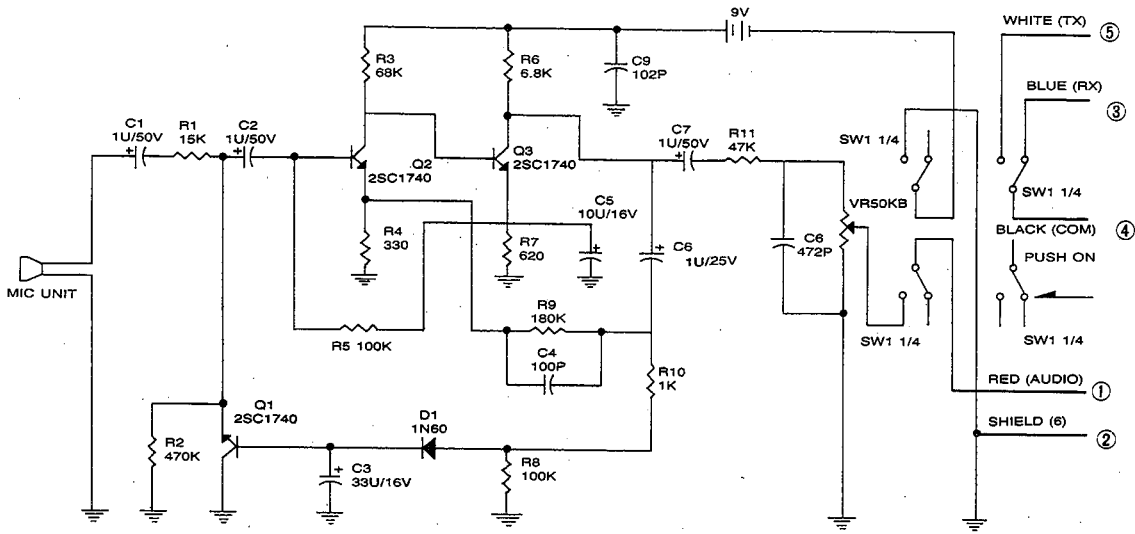 9V
WHITE (TX)
⑤
R3
68K
R6
6.8K
C9
102P
BLUE (RX)
③
C1
1U/50V
R1
15K
C2
1U/50V
Q2
2SC1740
Q3
2SC1740
C7
1U/50V
R11
47K
SW1 1/4
SW1 1/4
VR50KB
R4
330
C5
10U/16V
R7
620
C6
1U/25V
C6
472P
BLACK (COM)
④
PUSH ON
MIC UNIT
R9
180K
R5 100K
C4
100P
R10
1K
SW1 1/4
SW1 1/4
RED (AUDIO)
①
Q1
2SC1740
D1
1N60
SHIELD (6)
②
R2
470K
C3
33U/16V
R8
100K